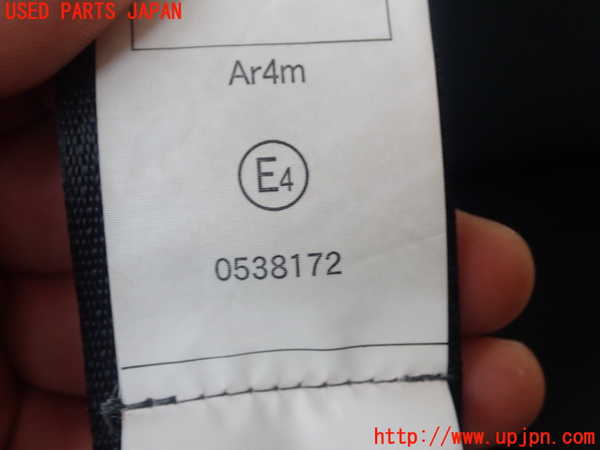 USED PARTS JAPAN
Ar4m
E4
0538172
http://www.upjpn.com